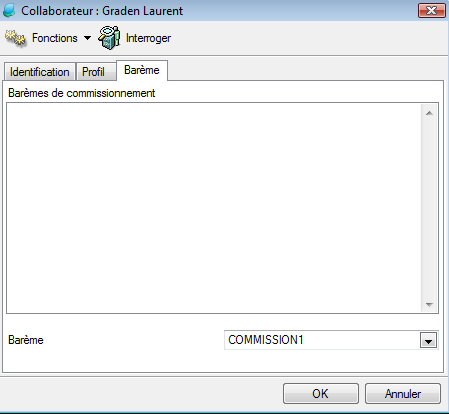 Collaborateur : Graden Laurent
Fonctions Interroger
Identification Profil Barème
Barèmes de commissionnement
Barème COMMISSION1
OK Annuler